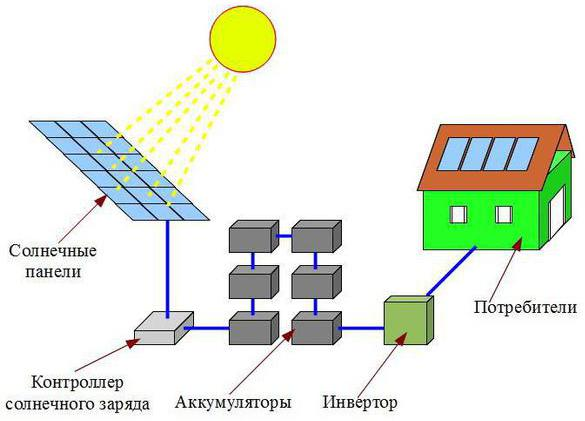 Солнечные
панели
Потребители
Контроллер
солнечного заряда
Аккумуляторы
Инвертор